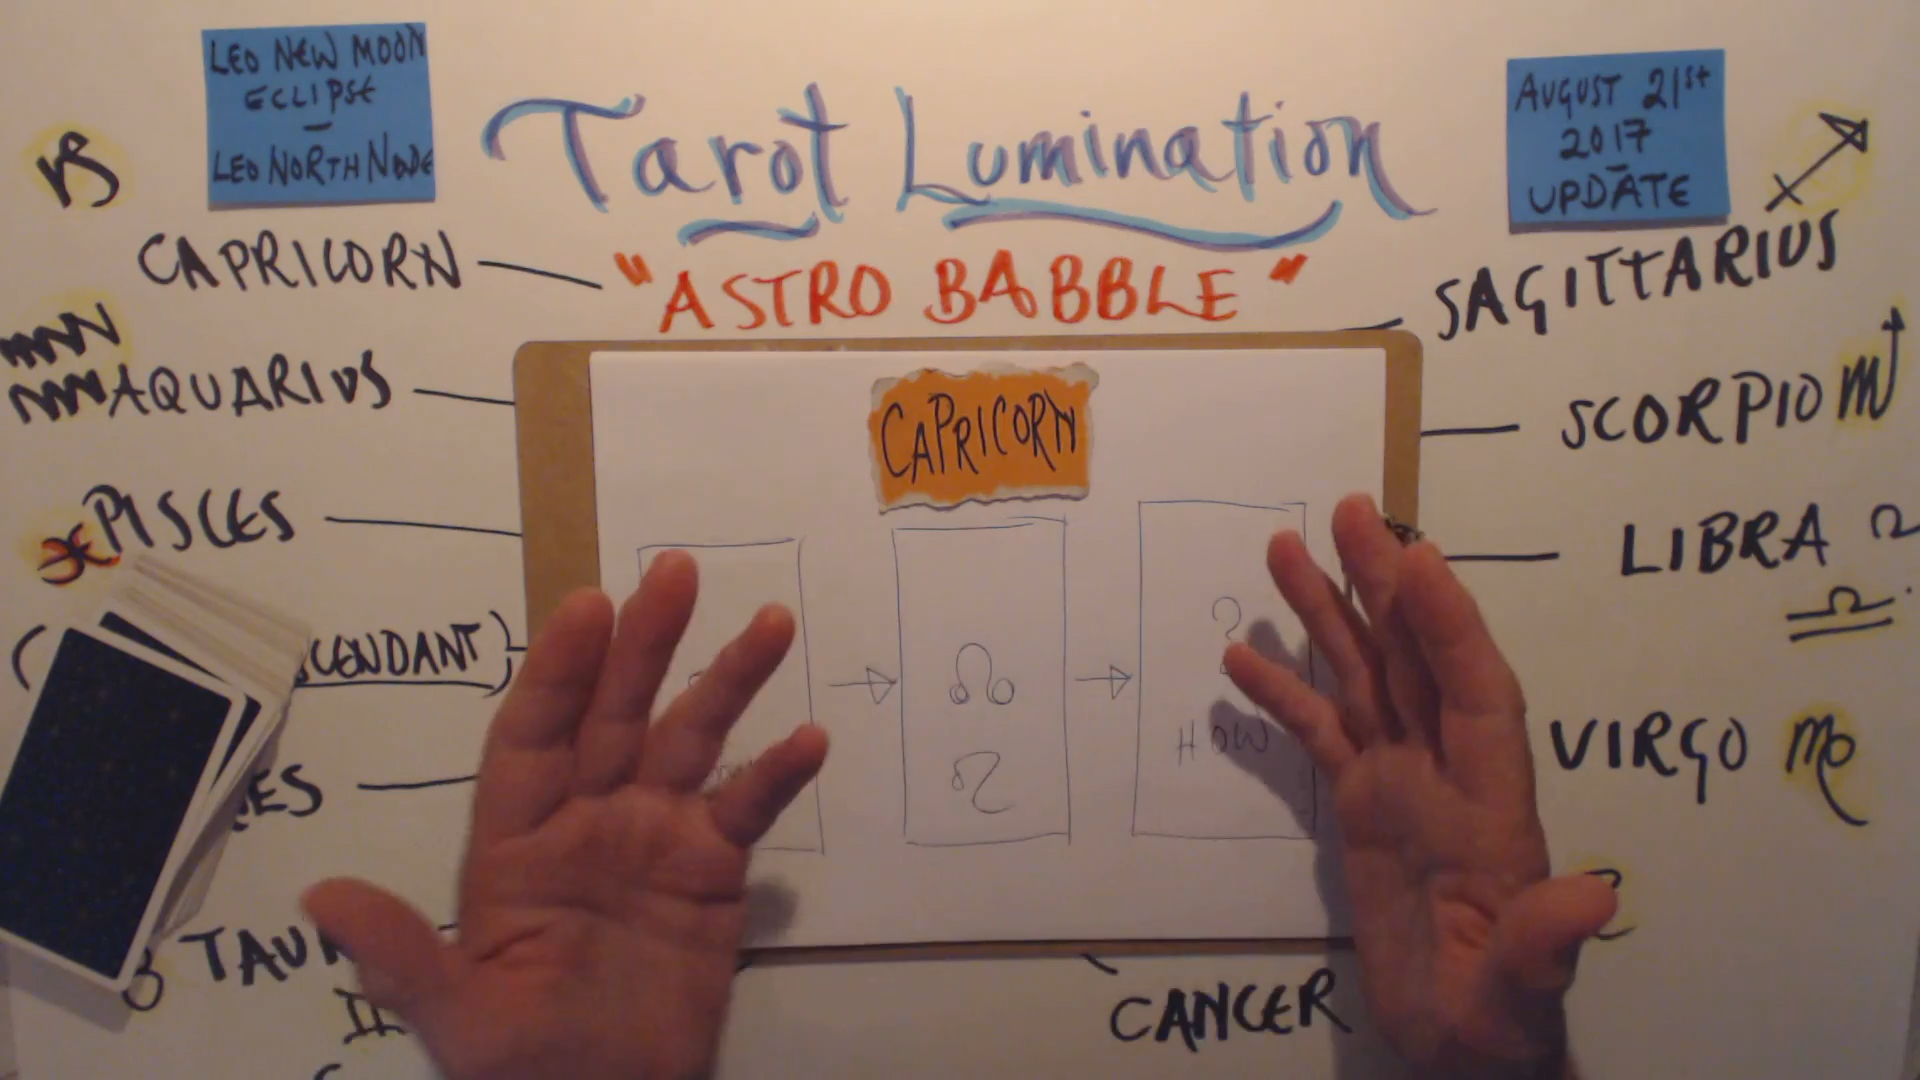 LEO NEW MOON
ECLIPSE
—
LEO NORTH NODE
Tarot Lumination
AUGUST 21st
2017
—
UPDATE
"ASTRO BABBLE"
CAPRICORN
AQUARIUS
PISCES
TAU
SAGITTARIUS
SCORPIO
LIBRA
VIRGO
CANCER
CAPRICORN
?
HOW